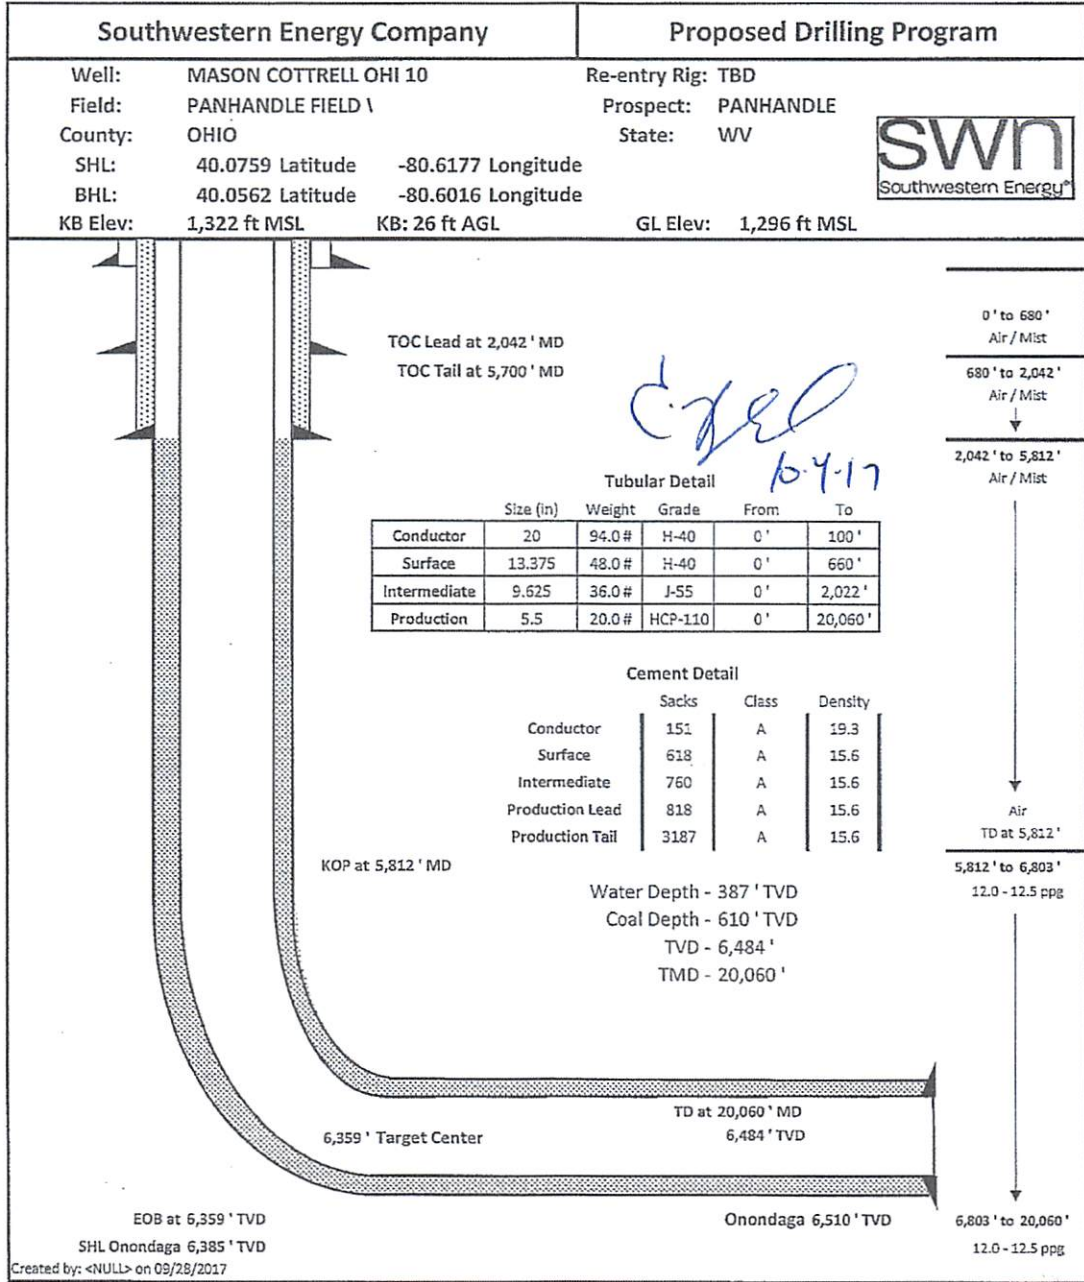 Southwestern Energy Company
Proposed Drilling Program
Well: MASON COTTRELL OHI 10
Re-entry Rig: TBD
Field: PANHANDLE FIELD \
Prospect: PANHANDLE
County: OHIO
State: WV
SHL: 40.0759 Latitude -80.6177 Longitude
BHL: 40.0562 Latitude -80.6016 Longitude
KB Elev: 1,322 ft MSL KB: 26 ft AGL GL Elev: 1,296 ft MSL
SWN
Southwestern Energy®
0 ' to 680 '
Air / Mist
TOC Lead at 2,042 ' MD
TOC Tail at 5,700 ' MD
680 ' to 2,042 '
Air / Mist
2,042 ' to 5,812 '
Air / Mist
10-4-17
Tubular Detail
Size (in) Weight Grade From To
Conductor 20 94.0 # H-40 0 ' 100 '
Surface 13.375 48.0 # H-40 0 ' 660 '
Intermediate 9.625 36.0 # J-55 0 ' 2,022 '
Production 5.5 20.0 # HCP-110 0 ' 20,060 '
Cement Detail
Sacks Class Density
Conductor 151 A 19.3
Surface 618 A 15.6
Intermediate 760 A 15.6
Production Lead 818 A 15.6
Production Tail 3187 A 15.6
Air
TD at 5,812 '
KOP at 5,812 ' MD
5,812 ' to 6,803 '
12.0 - 12.5 ppg
Water Depth - 387 ' TVD
Coal Depth - 610 ' TVD
TVD - 6,484 '
TMD - 20,060 '
TD at 20,060 ' MD
6,484 ' TVD
6,359 ' Target Center
EOB at 6,359 ' TVD
SHL Onondaga 6,385 ' TVD
Onondaga 6,510 ' TVD
6,803 ' to 20,060 '
12.0 - 12.5 ppg
Created by: <NULL> on 09/28/2017